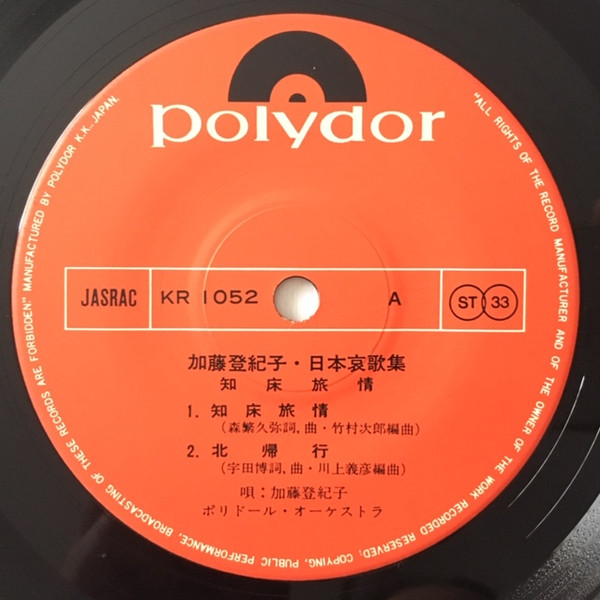 polydor
"ALL RIGHTS OF THE RECORD MANUFACTURER AND OF THE OWNER OF THE WORK RECORDED RESERVED; COPYING, PUBLIC PERFORMANCE, BROADCASTING OF THESE RECORDS ARE FORBIDDEN" MANUFACTURED BY POLYDOR K.K., JAPAN.
JASRAC KR 1052 A ST 33
加藤登紀子・日本哀歌集
知床旅情
1. 知床旅情
(森繁久弥詞, 曲・竹村次郎編曲)
2. 北帰行
(宇田博詞, 曲・川上義彦編曲)
唄：加藤登紀子
ポリドール・オーケストラ